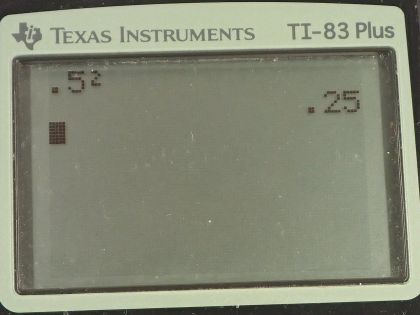 TEXAS INSTRUMENTS TI-83 Plus
.5²
.25